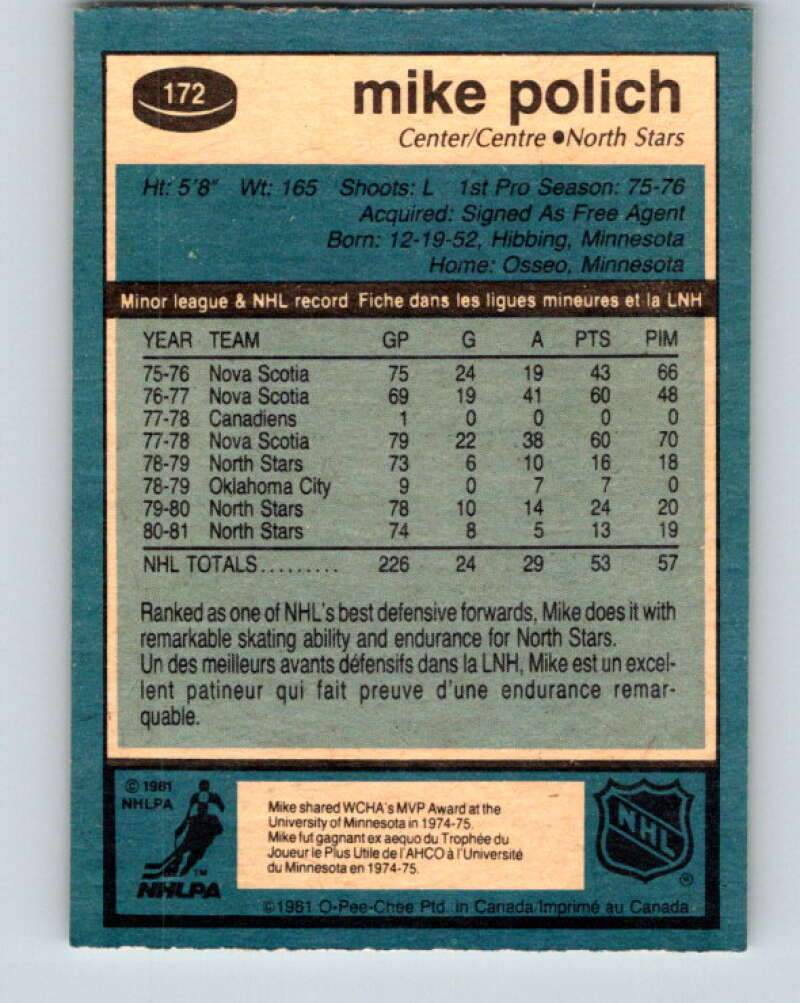 172
mike polich
Center/Centre ●North Stars
Ht: 5'8" Wt: 165 Shoots: L 1st Pro Season: 75-76
Acquired: Signed As Free Agent
Born: 12-19-52, Hibbing, Minnesota
Home: Osseo, Minnesota
Minor league & NHL record Fiche dans les ligues mineures et la LNH
YEAR TEAM GP G A PTS PIM
75-76 Nova Scotia 75 24 19 43 66
76-77 Nova Scotia 69 19 41 60 48
77-78 Canadiens 1 0 0 0 0
77-78 Nova Scotia 79 22 38 60 70
78-79 North Stars 73 6 10 16 18
78-79 Oklahoma City 9 0 7 7 0
79-80 North Stars 78 10 14 24 20
80-81 North Stars 74 8 5 13 19
NHL TOTALS......... 226 24 29 53 57
Ranked as one of NHL's best defensive forwards, Mike does it with
remarkable skating ability and endurance for North Stars.
Un des meilleurs avants défensifs dans la LNH, Mike est un excel-
lent patineur qui fait preuve d'une endurance remar-
quable.
© 1981
NHLPA
TM
NHLPA
Mike shared WCHA's MVP Award at the
University of Minnesota in 1974-75.
Mike fut gagnant ex aequo du Trophée du
Joueur le Plus Utile de l'AHCO à l'Université
du Minnesota en 1974-75.
NHL
®
©1981 O-Pee-Chee Ptd. in Canada/Imprimé au Canada